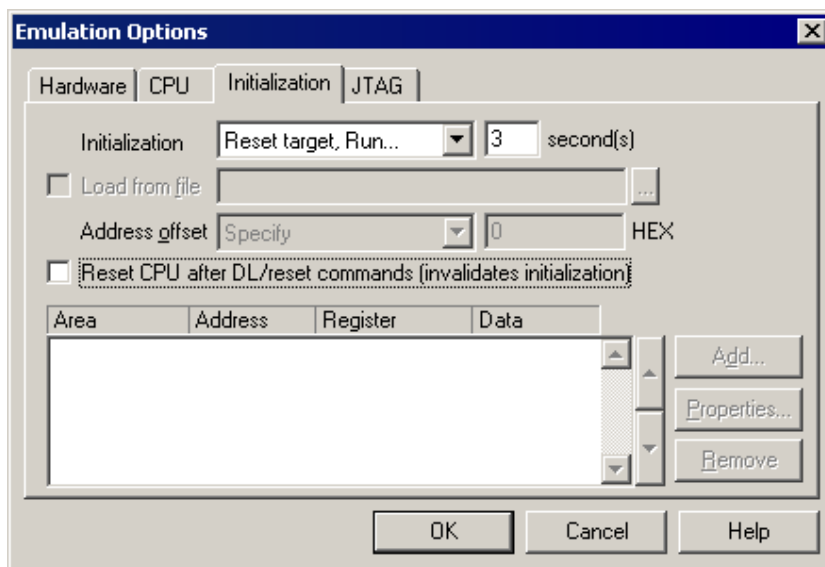 Emulation Options
Hardware CPU Initialization JTAG
Initialization Reset target, Run... 3 second(s)
Load from file ...
Address offset Specify 0 HEX
Reset CPU after DL/reset commands (invalidates initialization)
Area Address Register Data
Add...
Properties...
Remove
OK Cancel Help